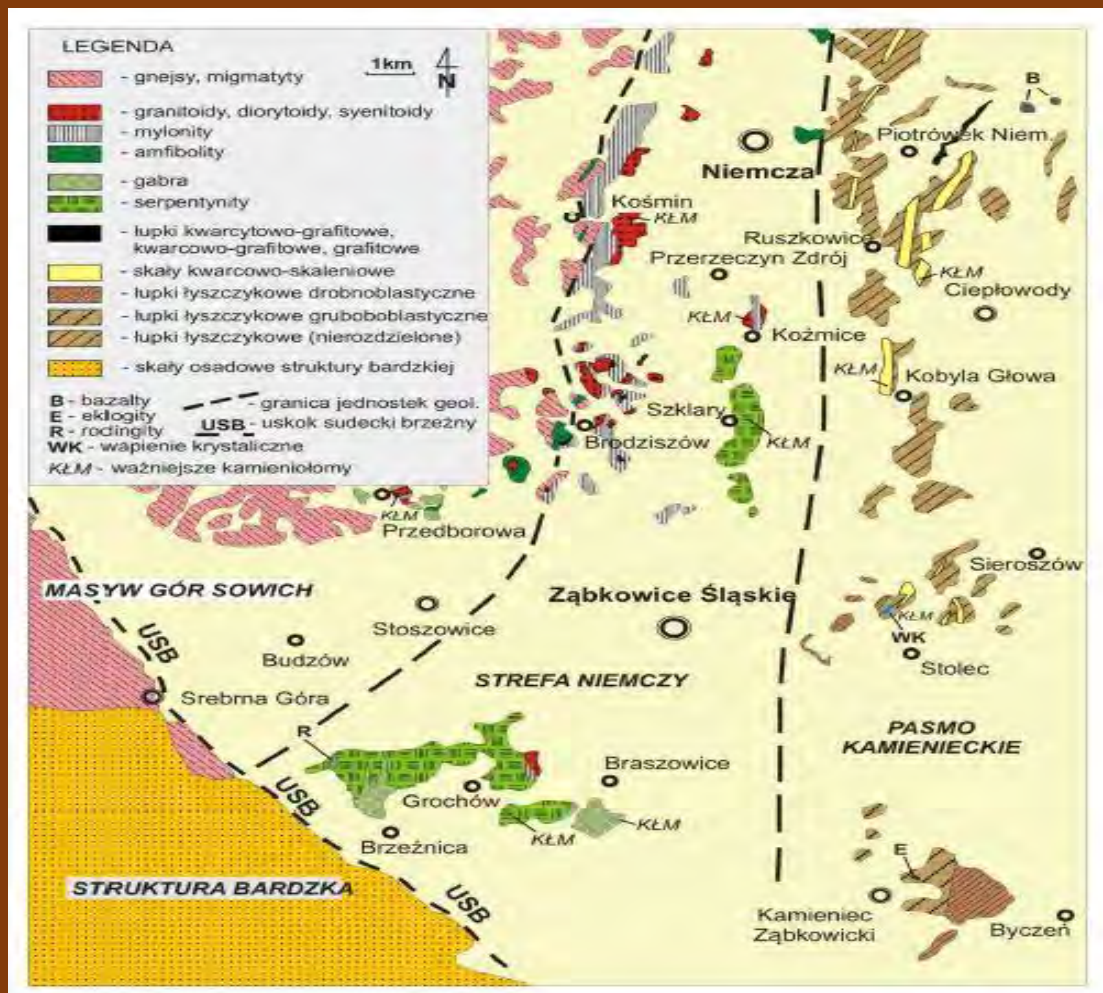 LEGENDA
1km
N
- gnejsy, migmatyty
- granitoidy, diorytoidy, syenitoidy
- mylonity
- amfibolity
- gabra
- serpentynity
- łupki kwarcytowo-grafitowe,
kwarcowo-grafitowe, grafitowe
- skały kwarcowo-skaleniowe
- łupki łyszczykowe drobnoblastyczne
- łupki łyszczykowe gruboboblastyczne
- łupki łyszczykowe (nierozdzielone)
- skały osadowe struktury bardzkiej
B - bazalty
E - eklogity
R - rodingity
WK - wapienie krystaliczne
KŁM - ważniejsze kamieniołomy
- granica jednostek geol.
USB - uskok sudecki brzeżny
B
Piotrówek Niem.
Niemcza
Kośmin
KŁM
Ruszkowice
Przerzeczyn Zdrój
KŁM
Ciepłowody
KŁM
Koźmice
KŁM
Kobyla Głowa
Szklary
KŁM
Brodziszów
KŁM
Przedborowa
Sieroszów
MASYW GÓR SOWICH
Ząbkowice Śląskie
KŁM
WK
Stoszowice
Stolec
USB
Budzów
STREFA NIEMCZY
Srebrna Góra
PASMO
KAMIENIECKIE
R
Braszowice
USB
Grochów
KŁM
KŁM
Brzeźnica
E
STRUKTURA BARDZKA
USB
Kamieniec
Ząbkowicki
Byczeń